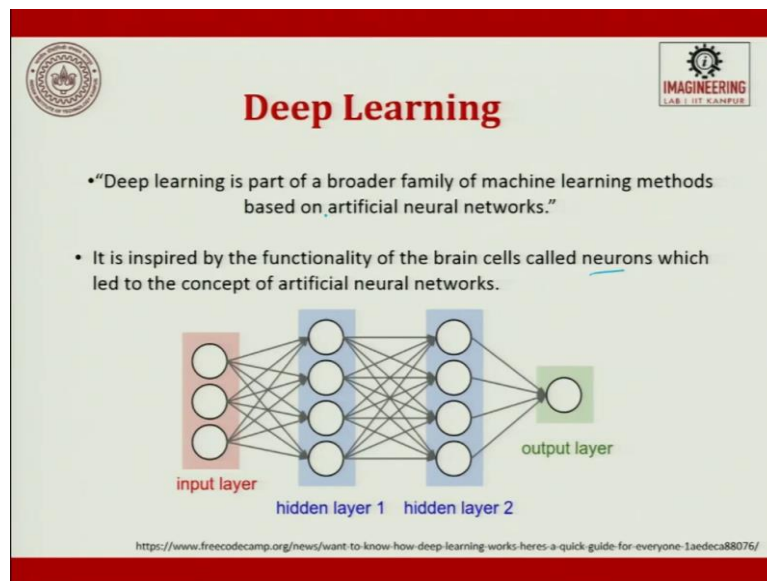 IMAGINEERING
LAB | IIT KANPUR
Deep Learning
•“Deep learning is part of a broader family of machine learning methods
based on artificial neural networks.”
• It is inspired by the functionality of the brain cells called neurons which
led to the concept of artificial neural networks.
input layer
hidden layer 1
hidden layer 2
output layer
https://www.freecodecamp.org/news/want-to-know-how-deep-learning-works-heres-a-quick-guide-for-everyone-1aedeca88076/